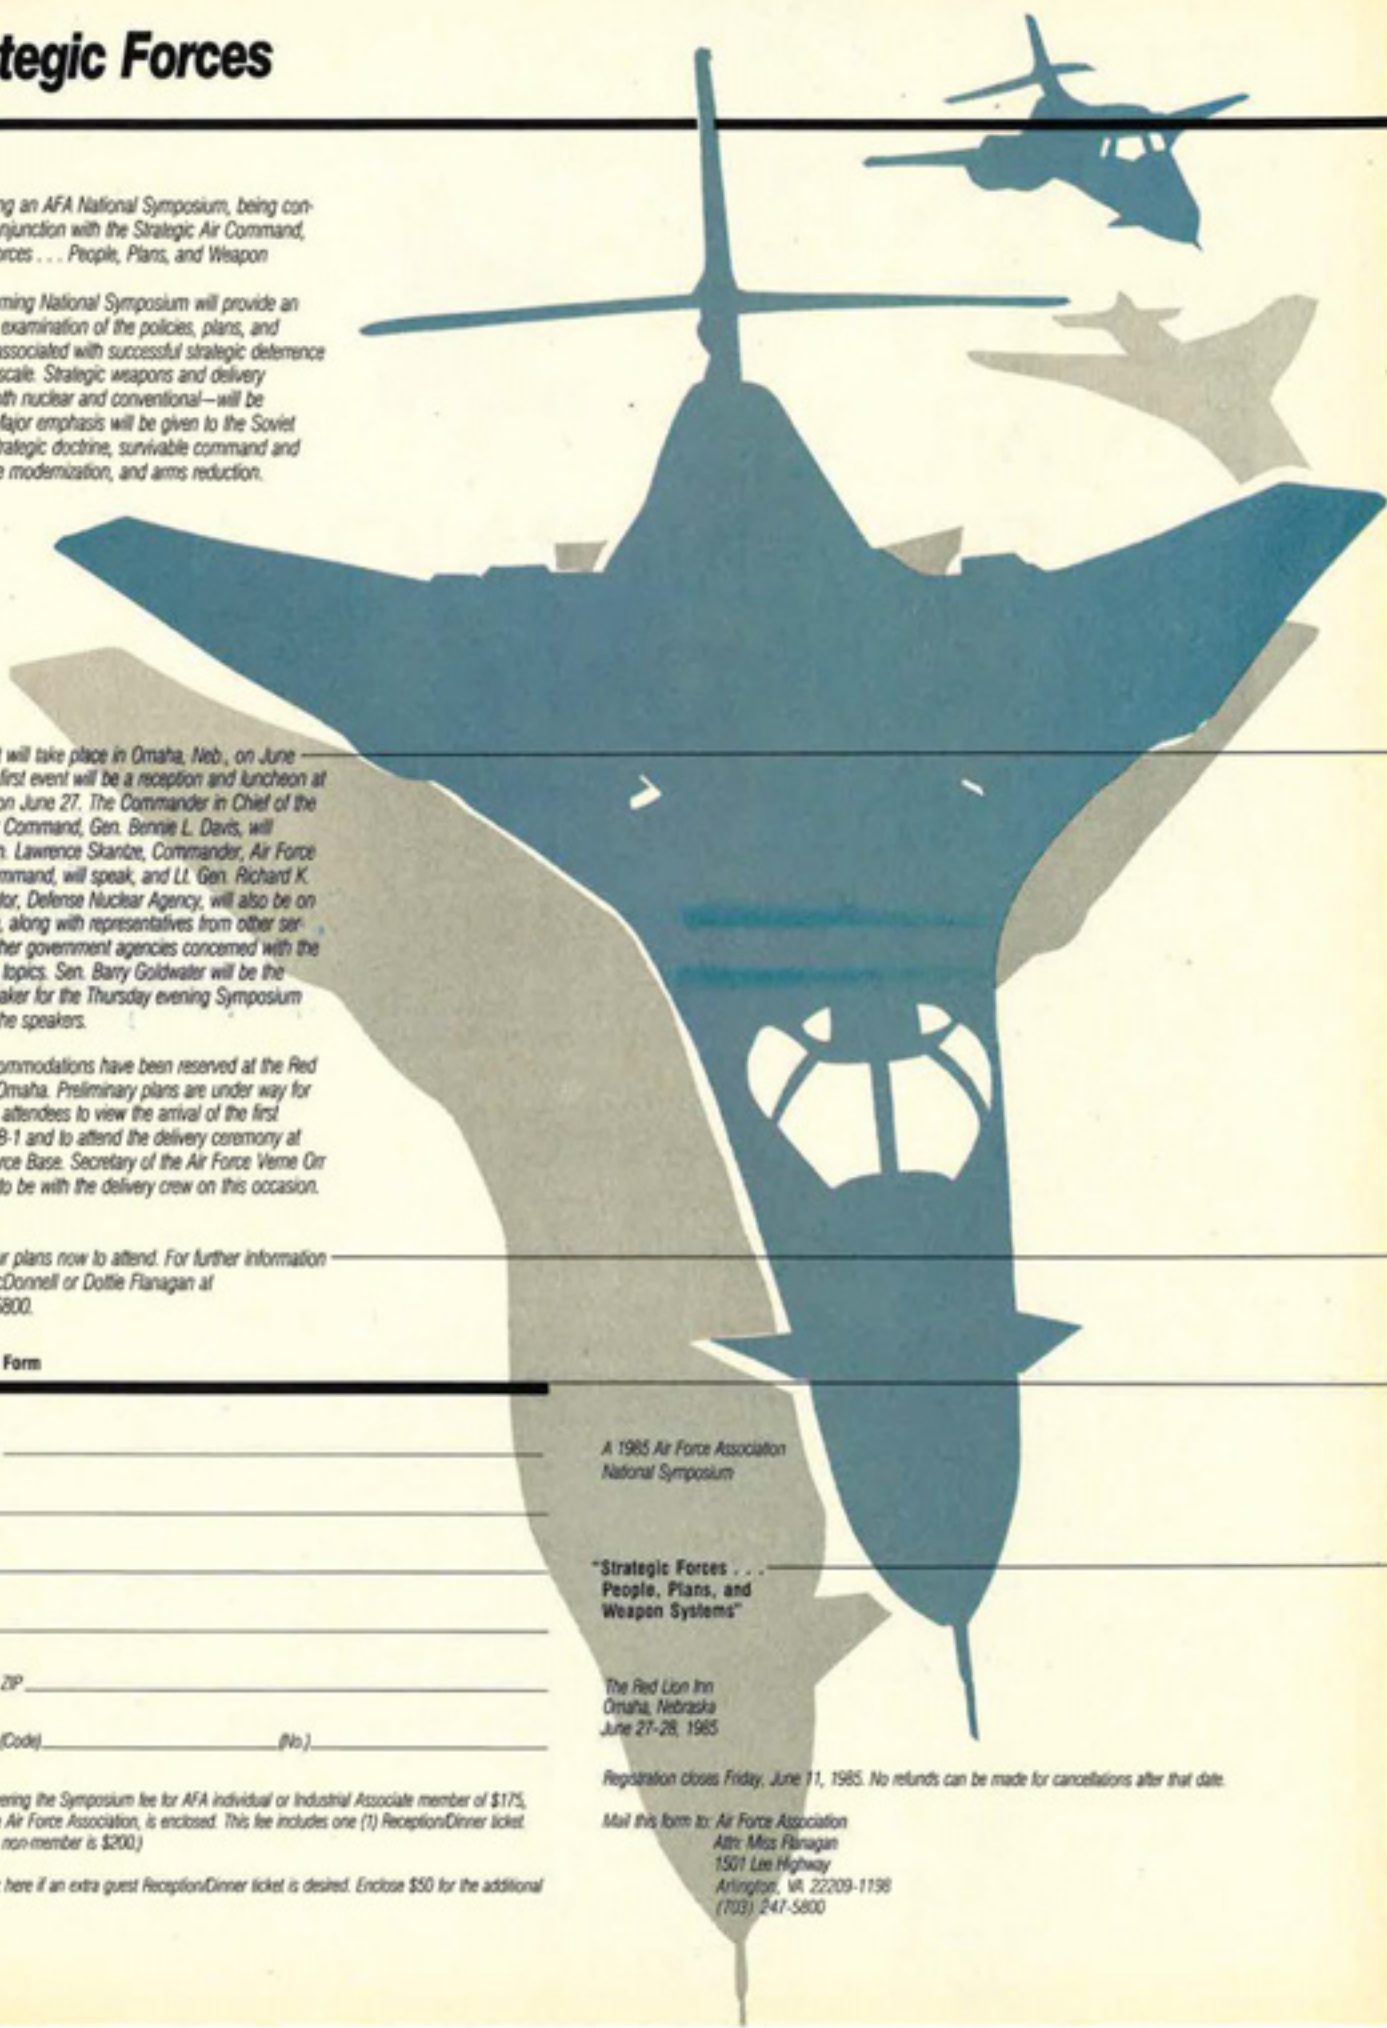 tegic Forces
ng an AFA National Symposium, being con-
njunction with the Strategic Air Command,
orces . . . People, Plans, and Weapon
ming National Symposium will provide an
examination of the policies, plans, and
associated with successful strategic deterrence
scale. Strategic weapons and delivery
oth nuclear and conventional—will be
Major emphasis will be given to the Soviet
trategic doctrine, survivable command and
e modernization, and arms reduction.
t will take place in Omaha, Neb., on June
first event will be a reception and luncheon at
on June 27. The Commander in Chief of the
Command, Gen. Bennie L. Davis, will
n. Lawrence Skantze, Commander, Air Force
mmand, will speak, and Lt. Gen. Richard K.
tor, Defense Nuclear Agency, will also be on
, along with representatives from other ser-
her government agencies concerned with the
topics. Sen. Barry Goldwater will be the
aker for the Thursday evening Symposium
he speakers.
ommodations have been reserved at the Red
Omaha. Preliminary plans are under way for
attendees to view the arrival of the first
B-1 and to attend the delivery ceremony at
orce Base. Secretary of the Air Force Verne Orr
to be with the delivery crew on this occasion.
ur plans now to attend. For further information
cDonnell or Dottie Flanagan at
5800.
Form
ZIP
(Code) (No.)
ering the Symposium fee for AFA individual or Industrial Associate member of $175,
Air Force Association, is enclosed. This fee includes one (1) Reception/Dinner ticket.
non-member is $200.)
here if an extra guest Reception/Dinner ticket is desired. Enclose $50 for the additional
A 1985 Air Force Association
National Symposium
"Strategic Forces . . .
People, Plans, and
Weapon Systems"
The Red Lion Inn
Omaha, Nebraska
June 27-28, 1985
Registration closes Friday, June 11, 1985. No refunds can be made for cancellations after that date.
Mail this form to: Air Force Association
Attn: Miss Flanagan
1501 Lee Highway
Arlington, VA 22209-1198
(703) 247-5800